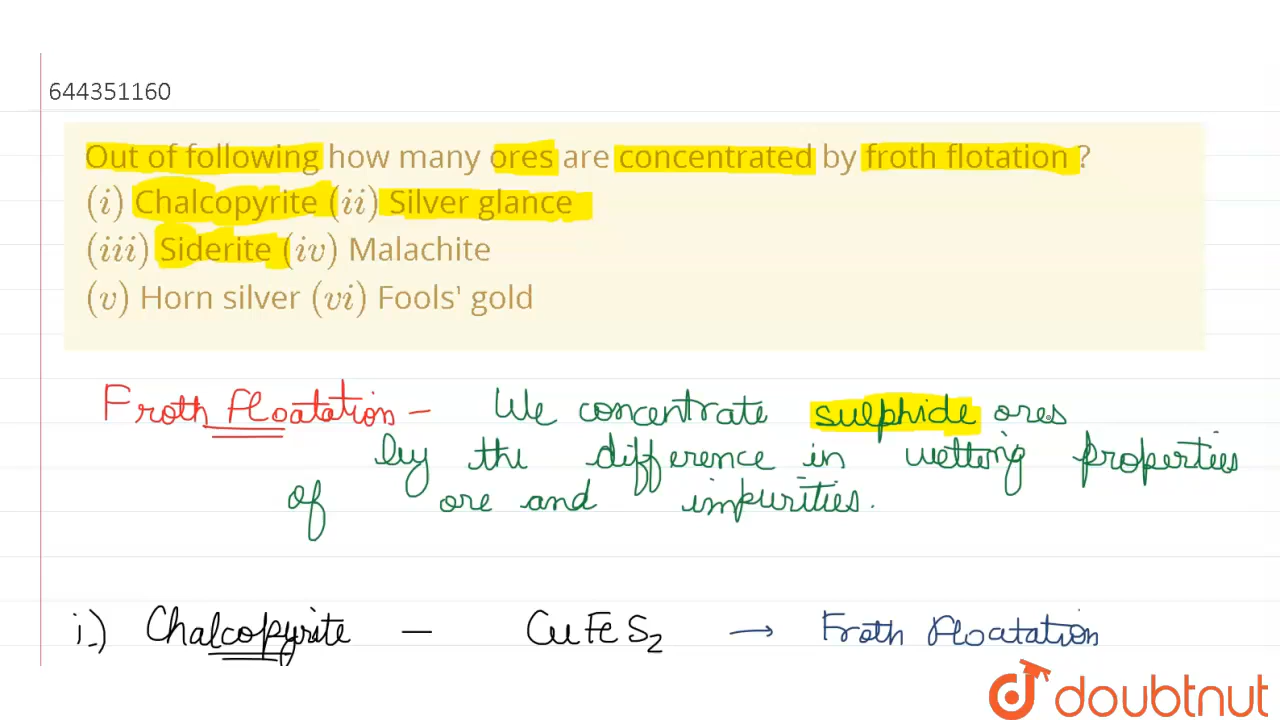 644351160
Out of following how many ores are concentrated by froth flotation ?
(i) Chalcopyrite (ii) Silver glance
(iii) Siderite (iv) Malachite
(v) Horn silver (vi) Fools' gold
Froth floatation – We concentrate sulphide ores
by the difference in wetting properties
of ore and impurities.
i.) Chalcopyrite — CuFeS₂ → Froth floatation
doubtnut